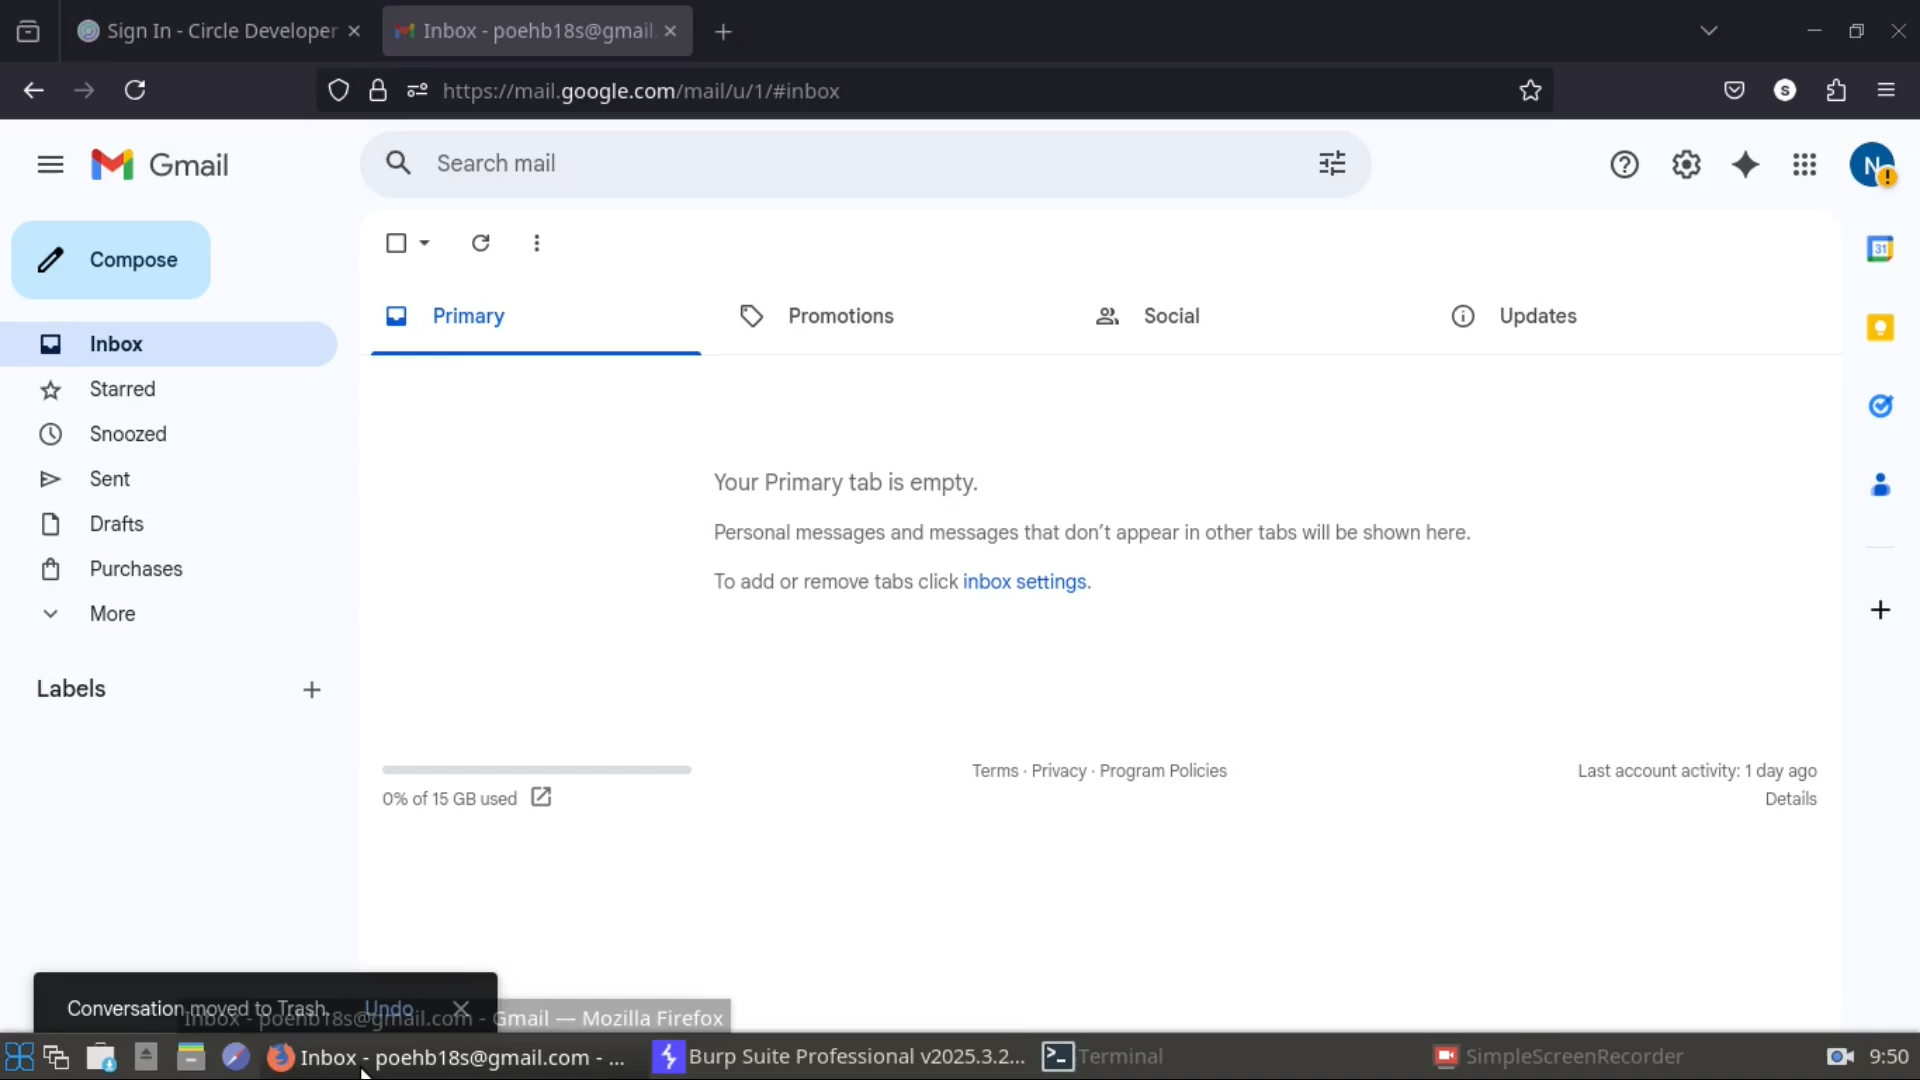 Sign In - Circle Developer
Inbox - poehb18s@gmail.
https://mail.google.com/mail/u/1/#inbox
S
Gmail
Search mail
N
!
Compose
31
Primary
Promotions
Social
Updates
Inbox
Starred
Snoozed
Sent
Drafts
Purchases
More
Labels
Your Primary tab is empty.
Personal messages and messages that don’t appear in other tabs will be shown here.
To add or remove tabs click inbox settings.
0% of 15 GB used
Terms · Privacy · Program Policies
Last account activity: 1 day ago
Details
Conversation moved to Trash.
Undo
Inbox - poehb18s@gmail.com - Gmail — Mozilla Firefox
Inbox - poehb18s@gmail.com - ...
Burp Suite Professional v2025.3.2...
Terminal
SimpleScreenRecorder
9:50